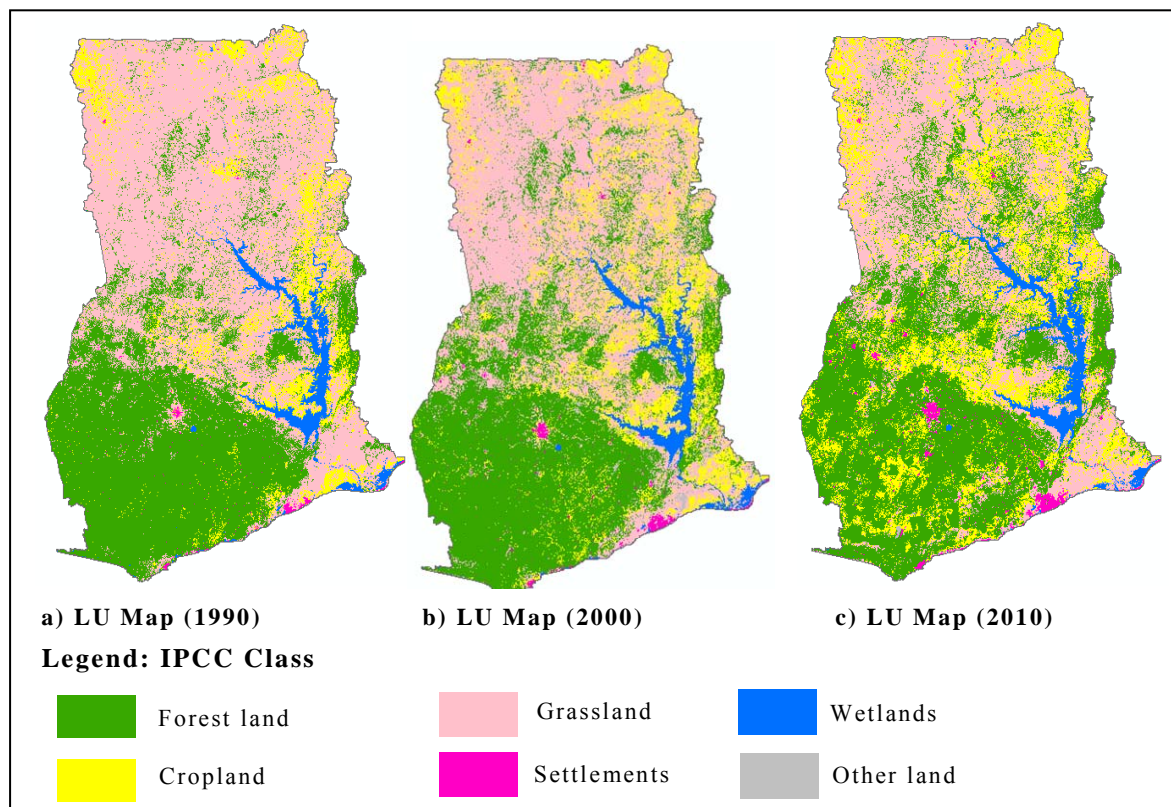 a) LU Map (1990)
b) LU Map (2000)
c) LU Map (2010)
Legend: IPCC Class
Forest land
Grassland
Wetlands
Cropland
Settlements
Other land